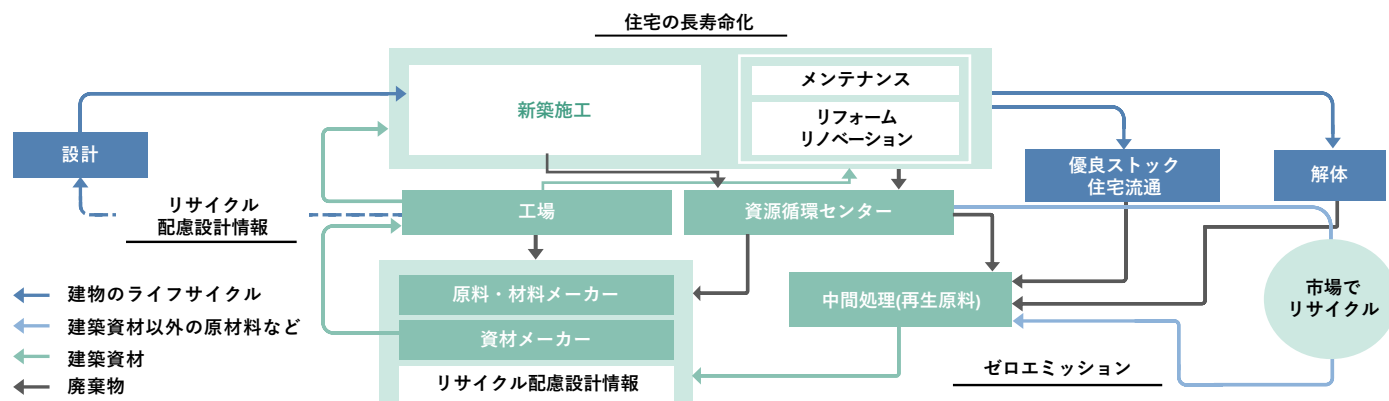 住宅の長寿命化
メンテナンス
新築施工
リフォーム
リノベーション
設計
優良ストック
住宅流通
解体
リサイクル
配慮設計情報
工場
資源循環センター
建物のライフサイクル
建築資材以外の原材料など
建築資材
廃棄物
原料・材料メーカー
資材メーカー
リサイクル配慮設計情報
中間処理(再生原料)
市場で
リサイクル
ゼロエミッション